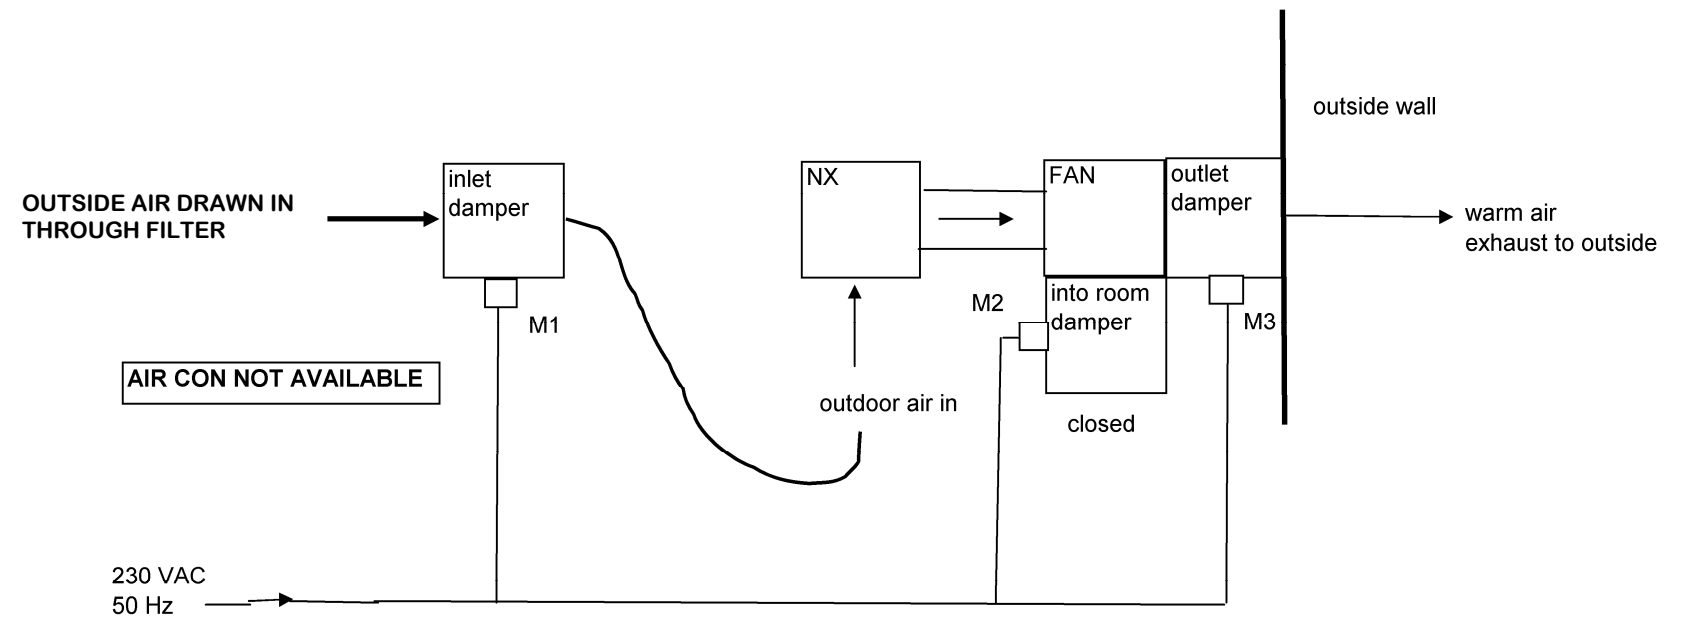 outside wall
inlet
damper
NX
FAN
outlet
damper
OUTSIDE AIR DRAWN IN
THROUGH FILTER
warm air
exhaust to outside
M1
M2
into room
damper
M3
AIR CON NOT AVAILABLE
outdoor air in
closed
230 VAC
50 Hz